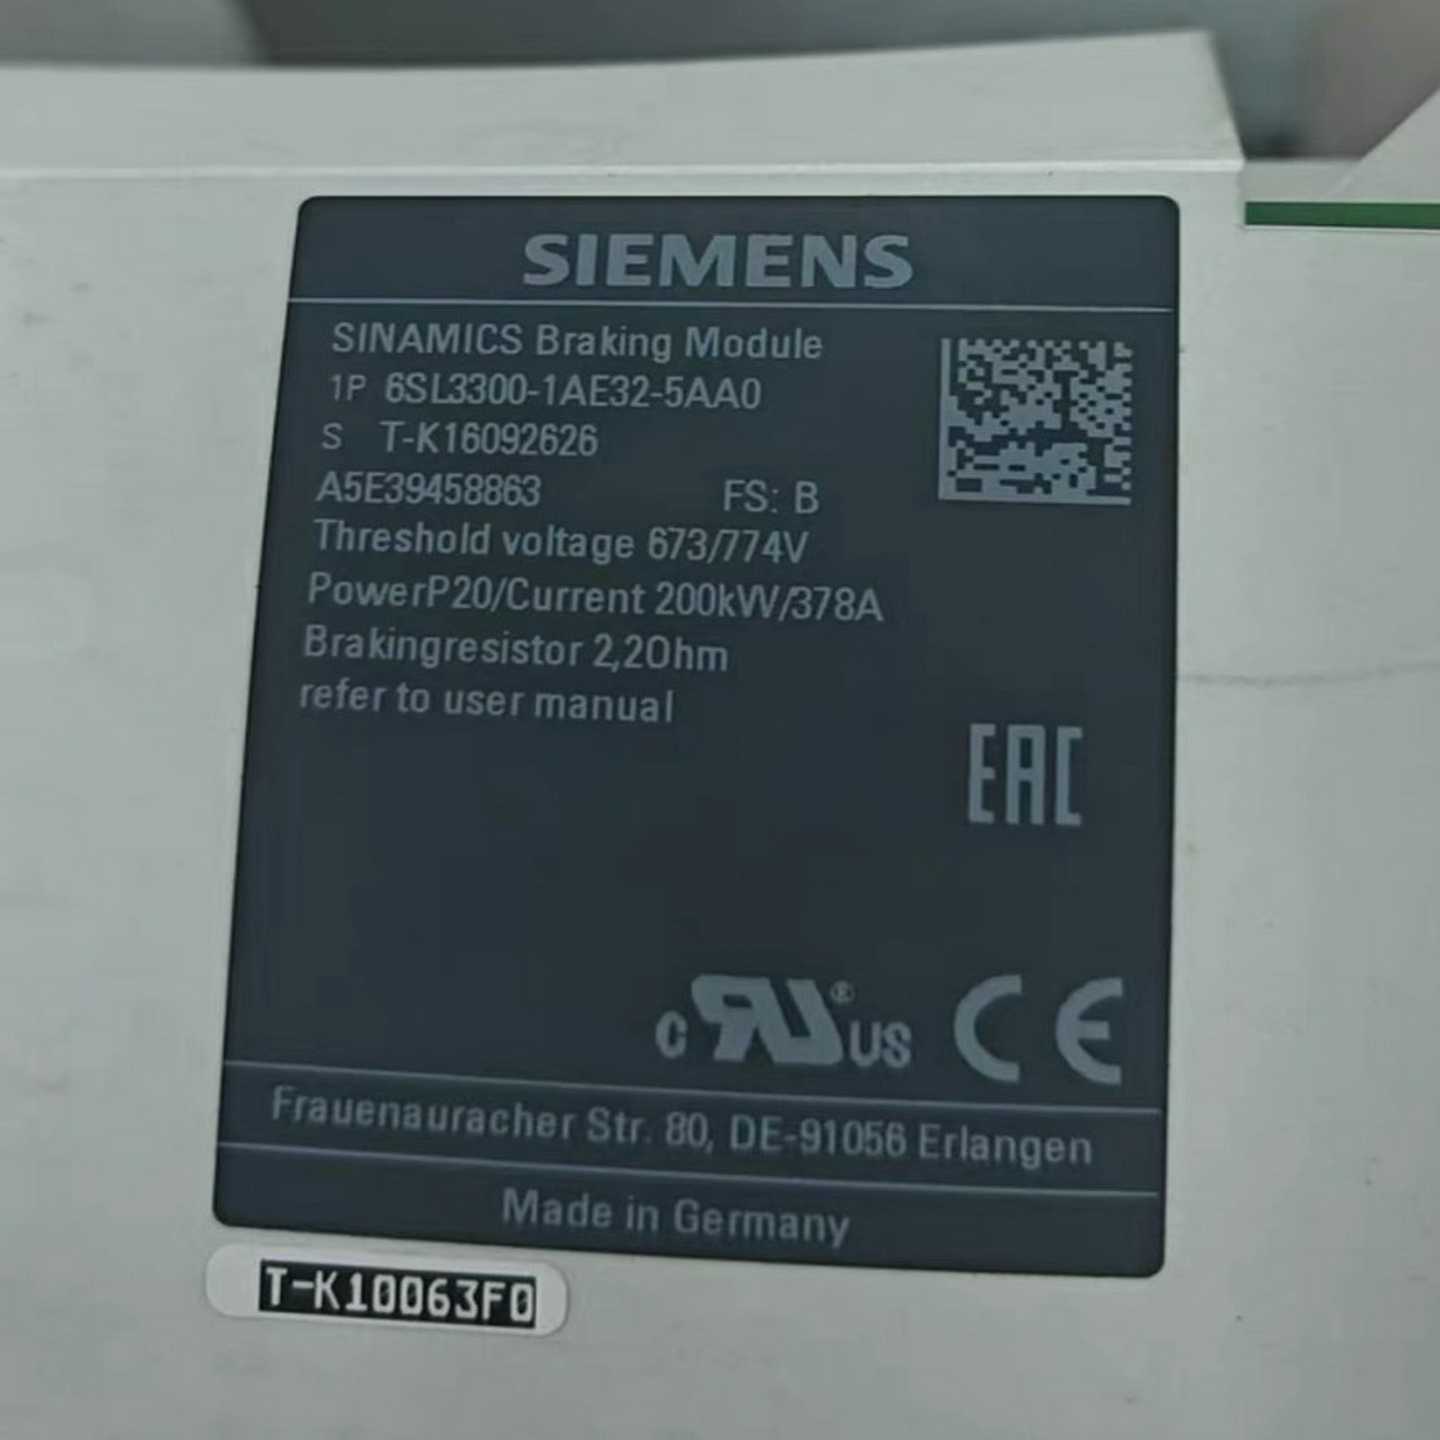 SIEMENS
SINAMICS Braking Module
1P 6SL3300-1AE32-5AA0
S T-K16092626
A5E39458863 FS: B
Threshold voltage 673/774V
PowerP20/Current 200kW/378A
Brakingresistor 2,2Ohm
refer to user manual
EAC
c RU® US CE
Frauenauracher Str. 80, DE-91056 Erlangen
Made in Germany
T-K10063F0